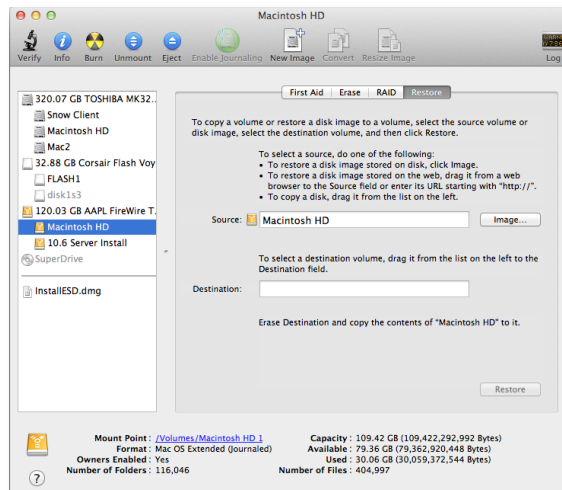 Macintosh HD
Verify Info Burn Unmount Eject Enable Journaling New Image Convert Resize Image Log
First Aid Erase RAID Restore
320.07 GB TOSHIBA MK32..
Snow Client
Macintosh HD
Mac2
32.88 GB Corsair Flash Voy
FLASH1
disk1s3
120.03 GB AAPL FireWire T.
Macintosh HD
10.6 Server Install
SuperDrive
InstallESD.dmg
To copy a volume or restore a disk image to a volume, select the source volume or
disk image, select the destination volume, and then click Restore.
To select a source, do one of the following:
• To restore a disk image stored on disk, click Image.
• To restore a disk image stored on the web, drag it from a web
browser to the Source field or enter its URL starting with "http://".
• To copy a disk, drag it from the list on the left.
Source: Macintosh HD Image...
To select a destination volume, drag it from the list on the left to the
Destination field.
Destination:
Erase Destination and copy the contents of "Macintosh HD" to it.
Restore
Mount Point : /Volumes/Macintosh HD 1
Format : Mac OS Extended (Journaled)
Owners Enabled : Yes
Number of Folders : 116,046
Capacity : 109.42 GB (109,422,292,992 Bytes)
Available : 79.36 GB (79,362,920,448 Bytes)
Used : 30.06 GB (30,059,372,544 Bytes)
Number of Files : 404,997
?